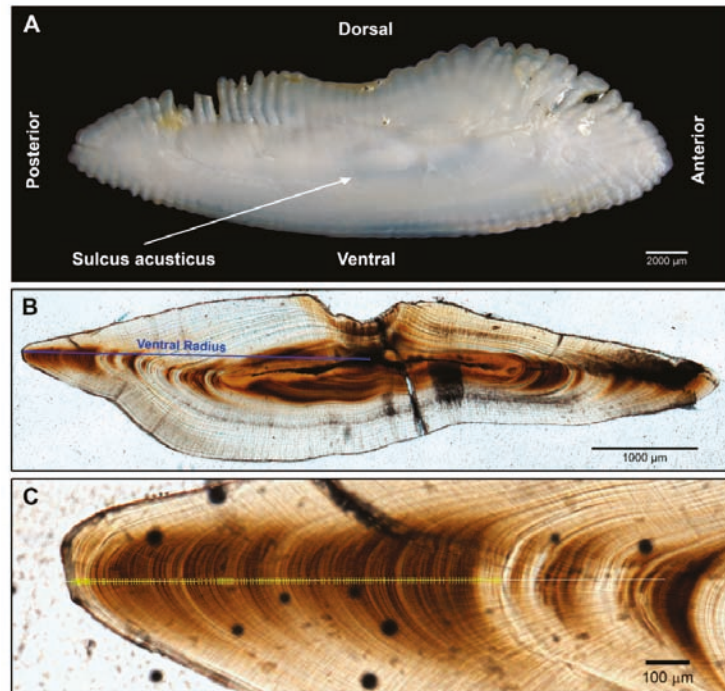 A
Dorsal
Posterior
Anterior
Sulcus acusticus
Ventral
2000 µm
B
Ventral Radius
1000 µm
C
100 µm